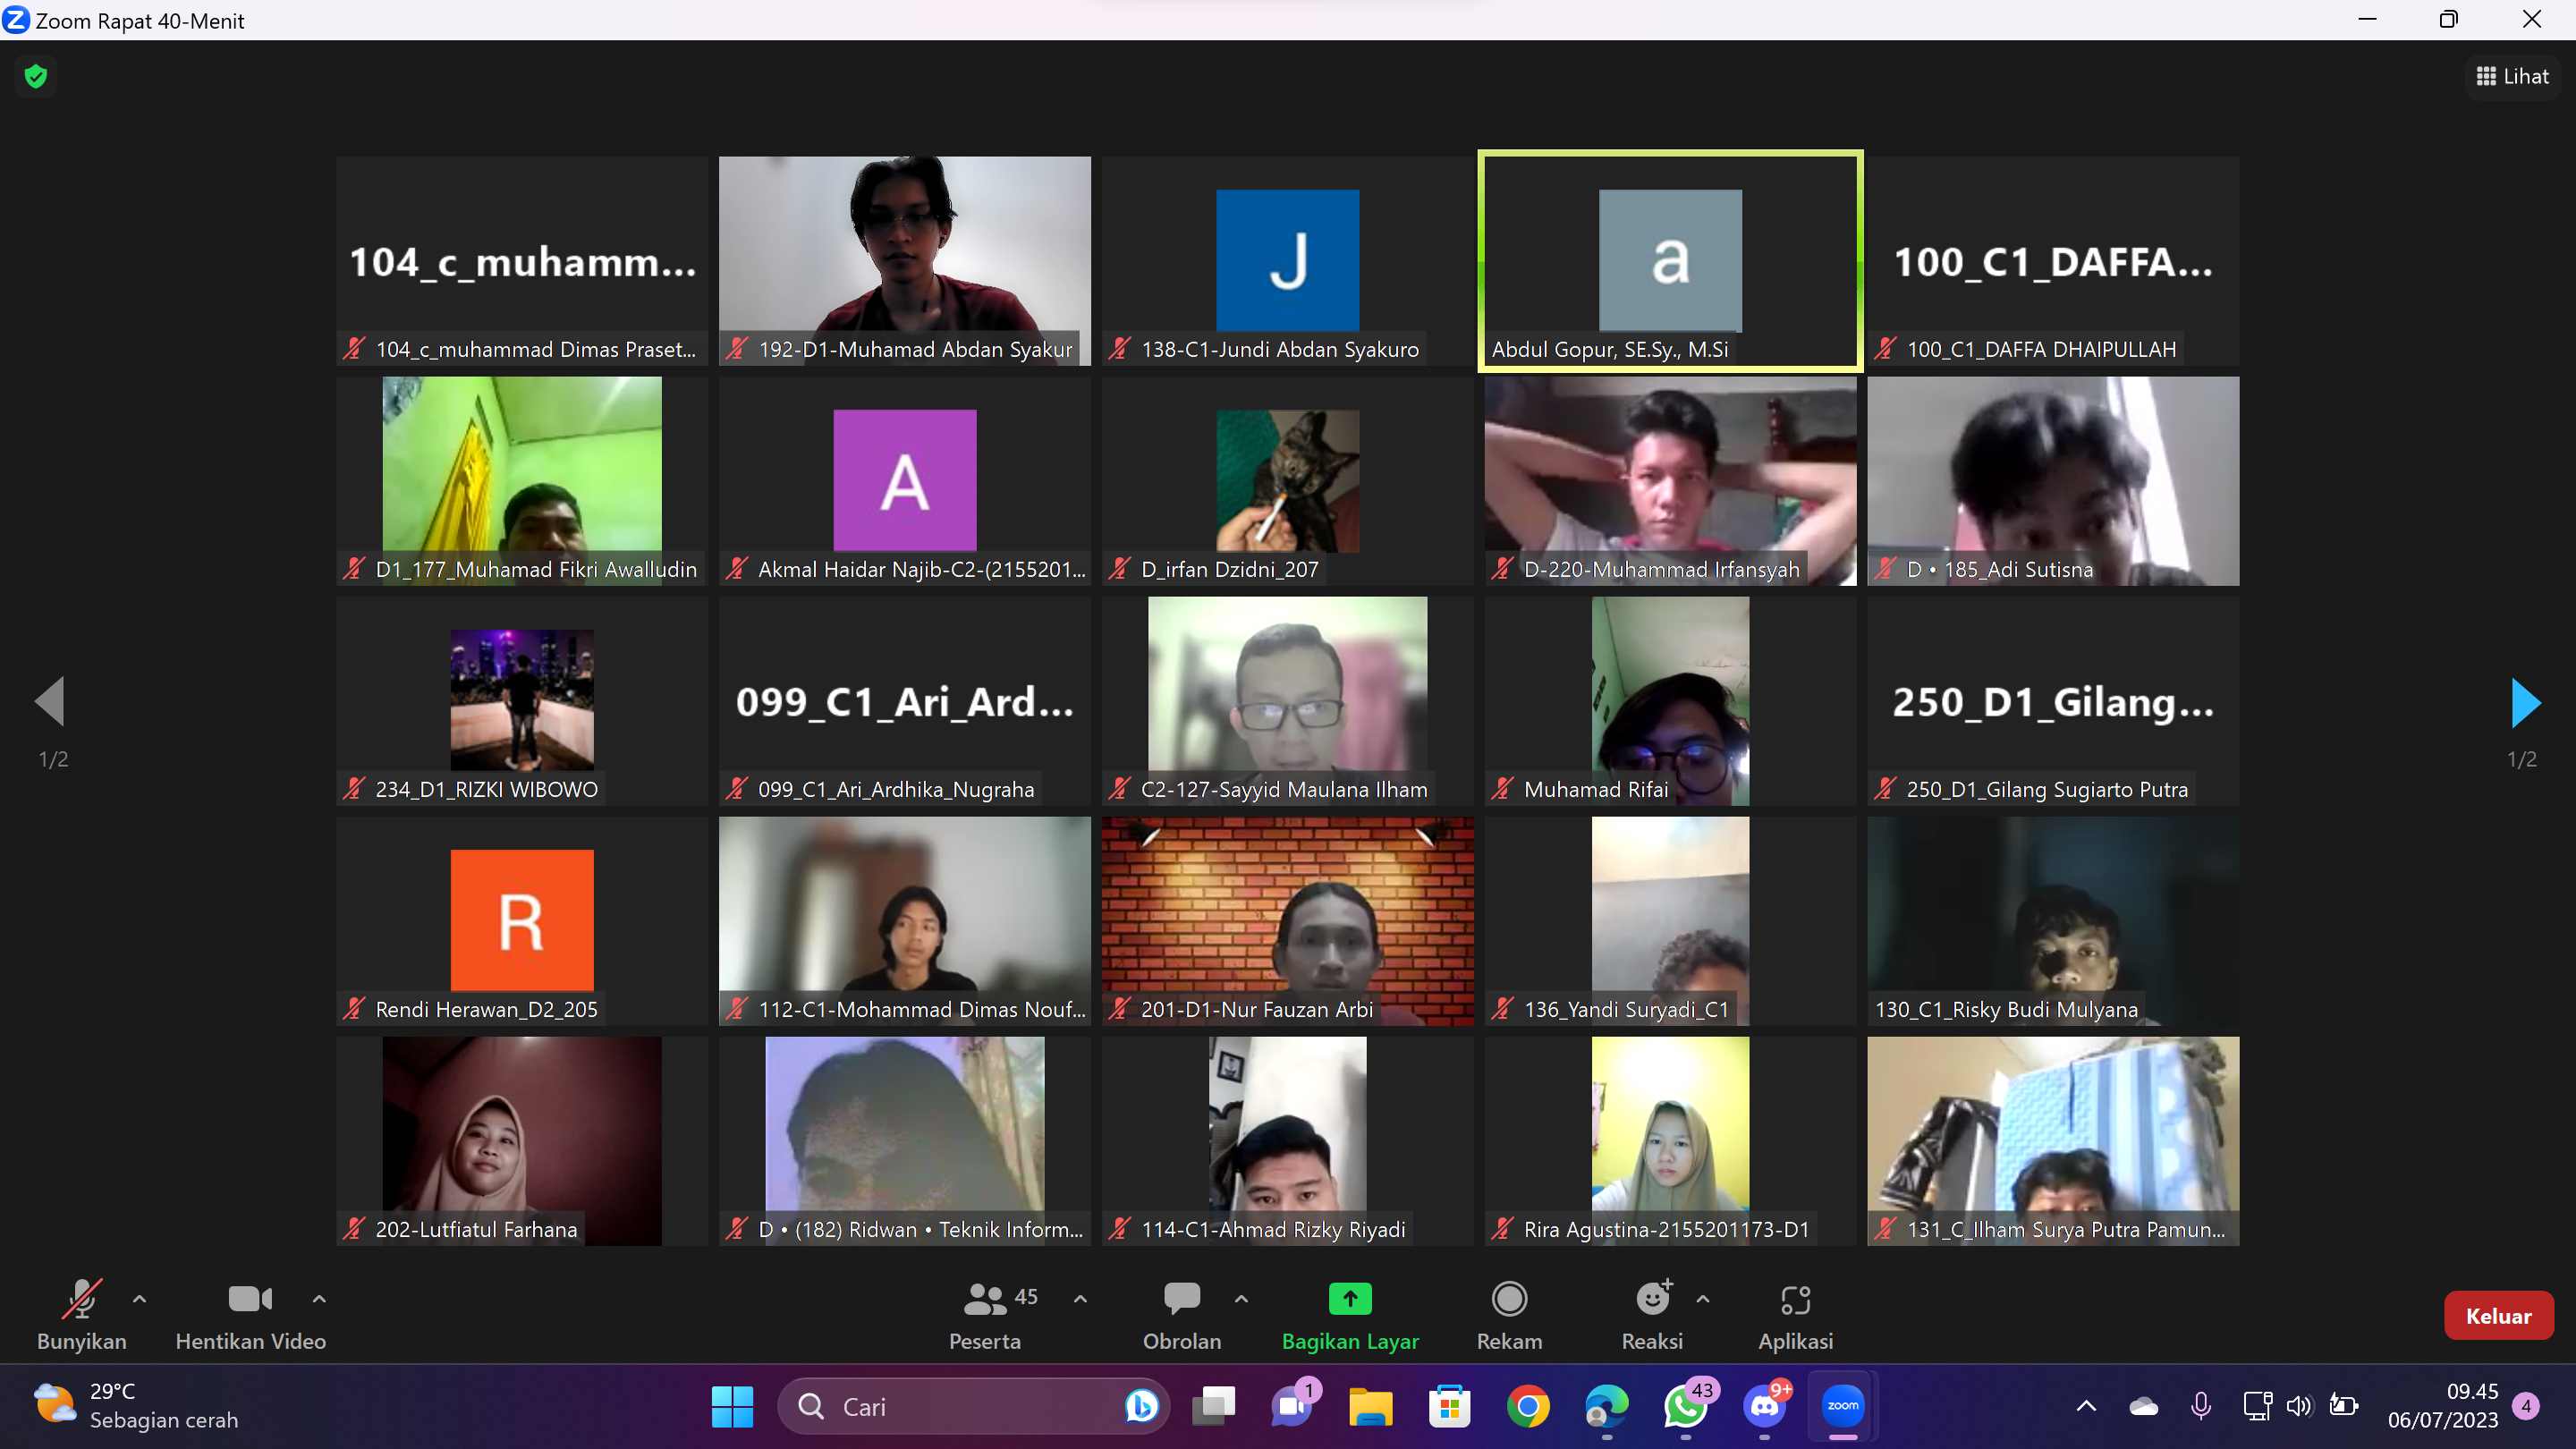 Zoom Rapat 40-Menit
Lihat
104_c_muhamm...
104_c_muhammad Dimas Praset...
192-D1-Muhamad Abdan Syakur
J
138-C1-Jundi Abdan Syakuro
a
Abdul Gopur, SE.Sy., M.Si
100_C1_DAFFA...
100_C1_DAFFA DHAIPULLAH
D1_177_Muhamad Fikri Awalludin
A
Akmal Haidar Najib-C2-(2155201...
D_irfan Dzidni_207
D-220-Muhammad Irfansyah
D • 185_Adi Sutisna
234_D1_RIZKI WIBOWO
099_C1_Ari_Ard...
099_C1_Ari_Ardhika_Nugraha
C2-127-Sayyid Maulana Ilham
Muhamad Rifai
250_D1_Gilang...
250_D1_Gilang Sugiarto Putra
1/2
1/2
R
Rendi Herawan_D2_205
112-C1-Mohammad Dimas Nouf...
201-D1-Nur Fauzan Arbi
136_Yandi Suryadi_C1
130_C1_Risky Budi Mulyana
202-Lutfiatul Farhana
D • (182) Ridwan • Teknik Inform...
114-C1-Ahmad Rizky Riyadi
Rira Agustina-2155201173-D1
131_C_Ilham Surya Putra Pamun...
Bunyikan
Hentikan Video
45
Peserta
Obrolan
Bagikan Layar
Rekam
Reaksi
Aplikasi
Keluar
29°C
Sebagian cerah
Cari
1
43
9+
zoom
09.45
06/07/2023
4